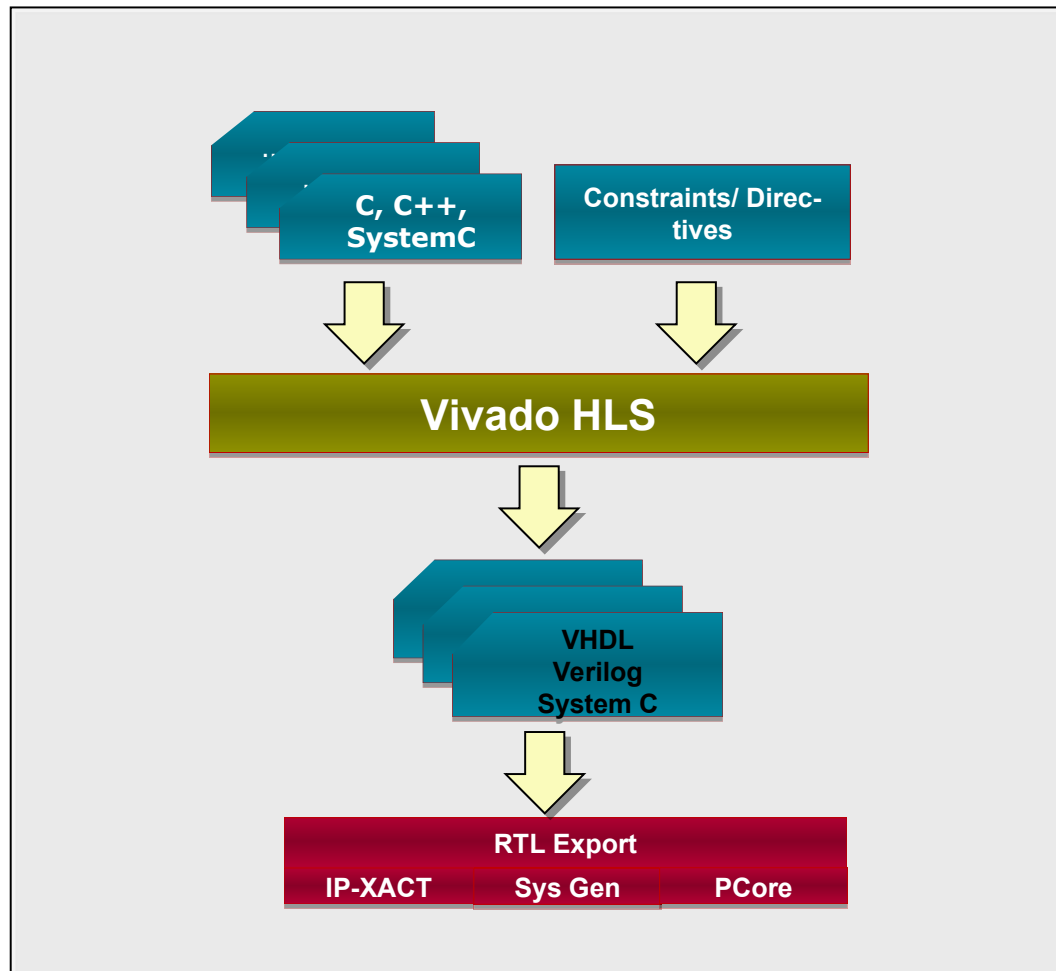 C, C++,
SystemC
Constraints/ Direc-
tives
Vivado HLS
VHDL
Verilog
System C
RTL Export
IP-XACT
Sys Gen
PCore